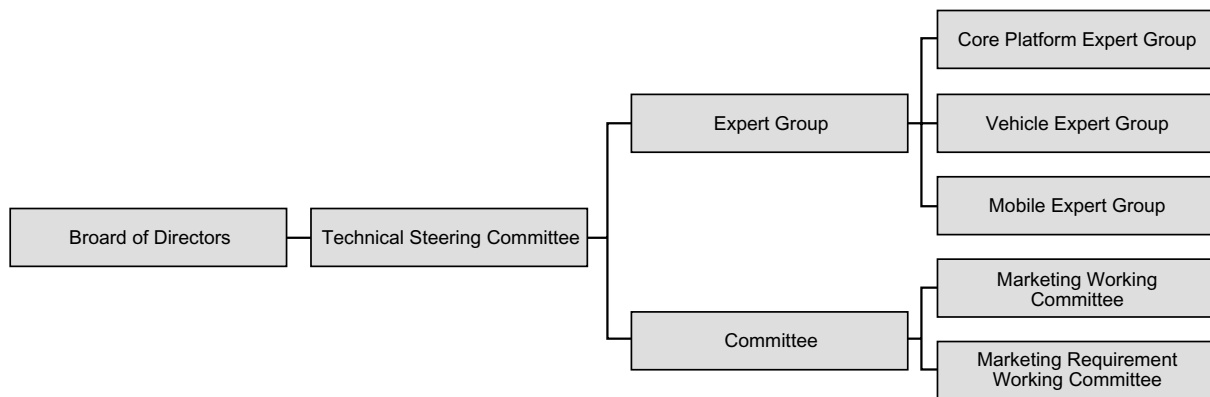 Core Platform Expert Group
Expert Group
Vehicle Expert Group
Mobile Expert Group
Broard of Directors
Technical Steering Committee
Marketing Working
Committee
Committee
Marketing Requirement
Working Committee